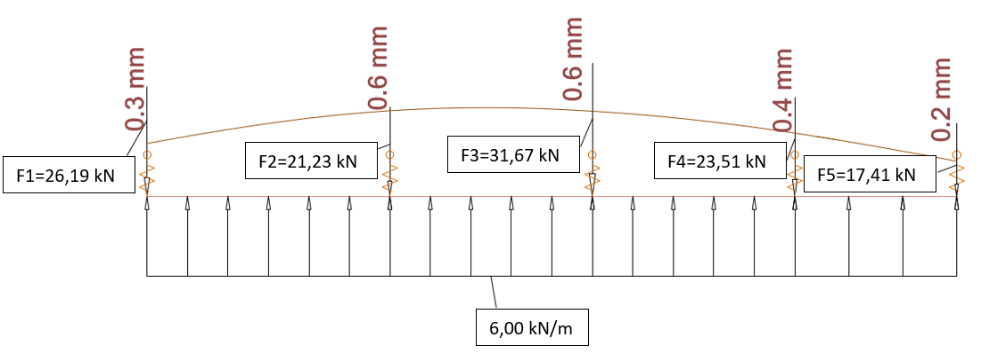 0.3 mm
0.6 mm
0.6 mm
0.4 mm
0.2 mm
F1=26,19 kN
F2=21,23 kN
F3=31,67 kN
F4=23,51 kN
F5=17,41 kN
6,00 kN/m